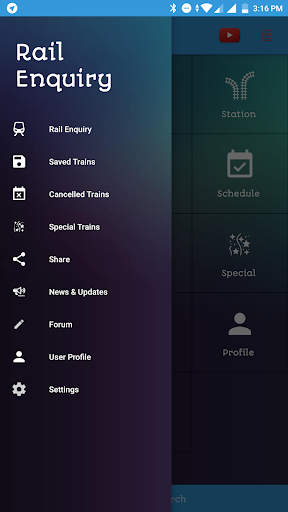 3:16 PM
Rail
Enquiry
Rail Enquiry
Saved Trains
Cancelled Trains
Special Trains
Share
News & Updates
Forum
User Profile
Settings
Station
Schedule
Special
Profile
rch